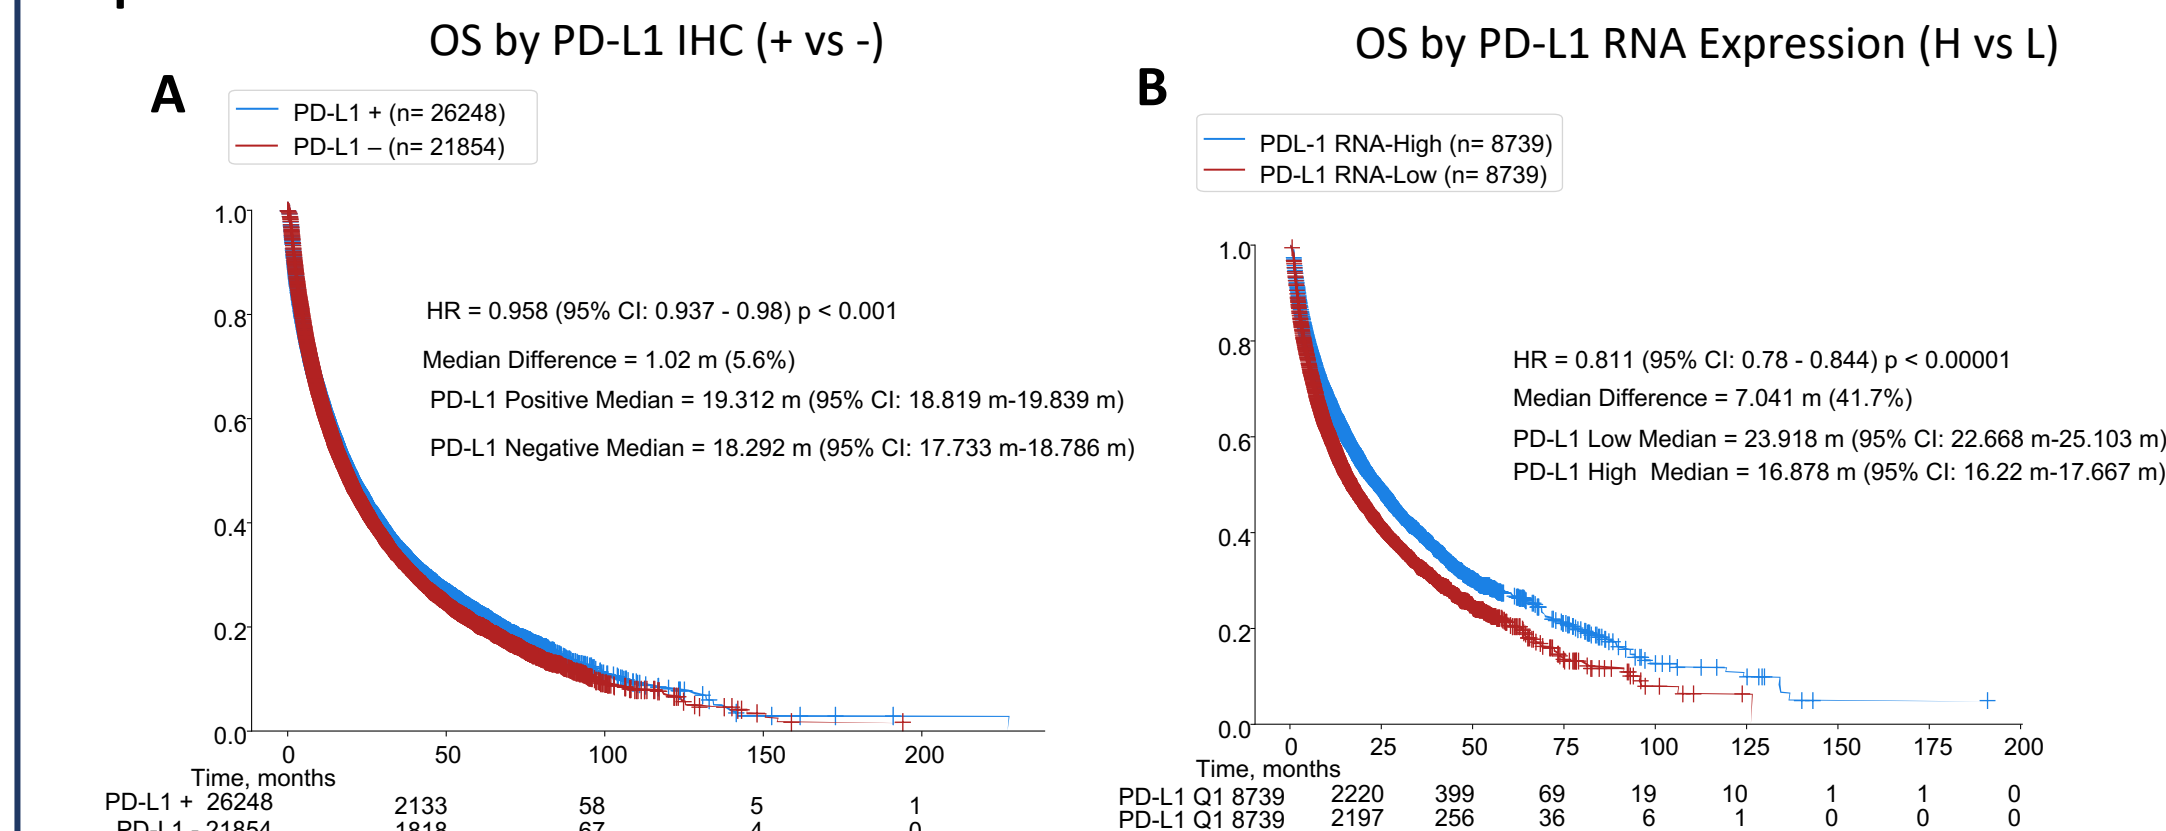 OS by PD-L1 IHC (+ vs -)
A
PD-L1 + (n= 26248)
PD-L1 – (n= 21854)
1.0
0.8
0.6
0.4
0.2
0.0
HR = 0.958 (95% CI: 0.937 - 0.98) p < 0.001
Median Difference = 1.02 m (5.6%)
PD-L1 Positive Median = 19.312 m (95% CI: 18.819 m-19.839 m)
PD-L1 Negative Median = 18.292 m (95% CI: 17.733 m-18.786 m)
0 50 100 150 200
Time, months
PD-L1 + 26248 2133 58 5 1
PD-L1 - 21854 1818 67 4 0
OS by PD-L1 RNA Expression (H vs L)
B
PDL-1 RNA-High (n= 8739)
PD-L1 RNA-Low (n= 8739)
1.0
0.8
0.6
0.4
0.2
0.0
HR = 0.811 (95% CI: 0.78 - 0.844) p < 0.00001
Median Difference = 7.041 m (41.7%)
PD-L1 Low Median = 23.918 m (95% CI: 22.668 m-25.103 m)
PD-L1 High Median = 16.878 m (95% CI: 16.22 m-17.667 m)
0 25 50 75 100 125 150 175 200
Time, months
PD-L1 Q1 8739 2220 399 69 19 10 1 1 0
PD-L1 Q1 8739 2197 256 36 6 1 0 0 0